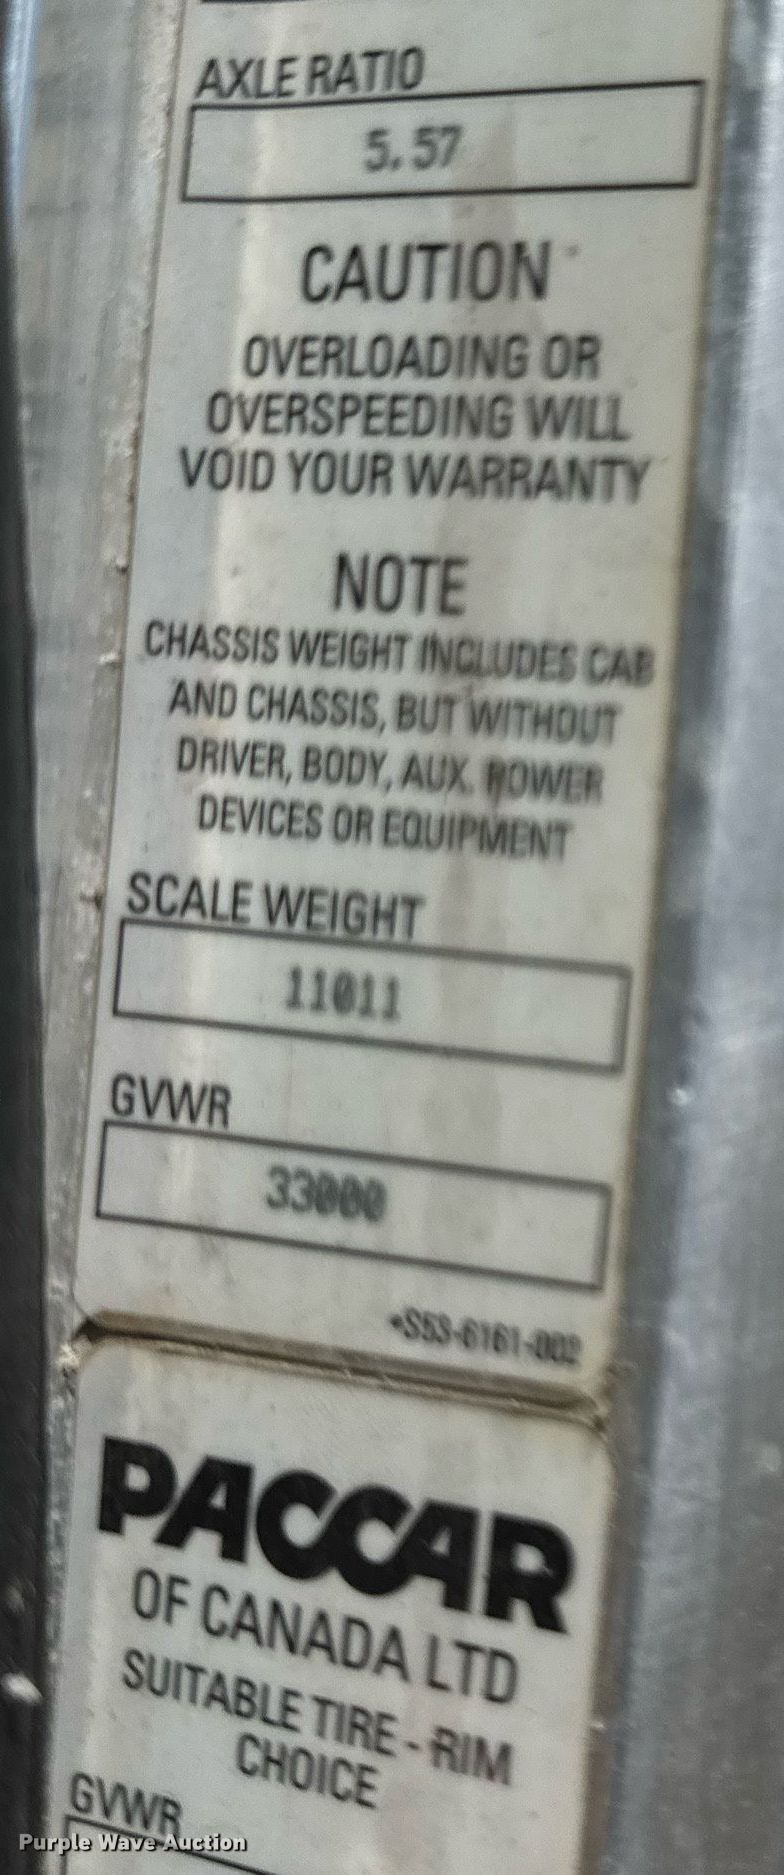 AXLE RATIO
5.57
CAUTION
OVERLOADING OR
OVERSPEEDING WILL
VOID YOUR WARRANTY
NOTE
CHASSIS WEIGHT INCLUDES CAB
AND CHASSIS, BUT WITHOUT
DRIVER, BODY, AUX. POWER
DEVICES OR EQUIPMENT
SCALE WEIGHT
11011
GVWR
33000
•S53-6161-002
PACCAR
OF CANADA LTD
SUITABLE TIRE - RIM
CHOICE
GVWR
Purple Wave Auction